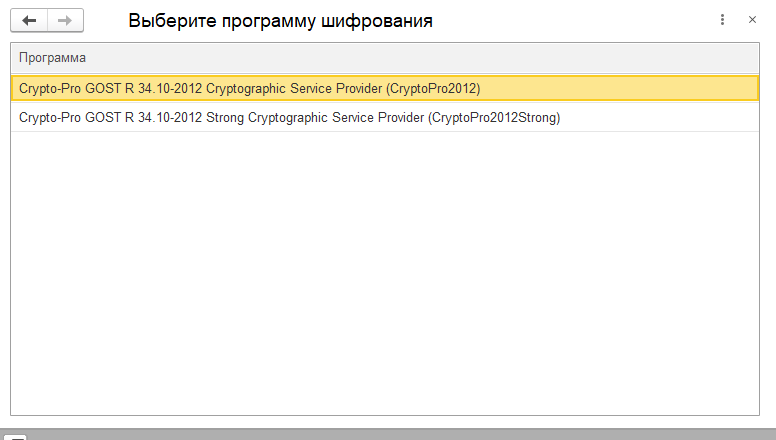 Выберите программу шифрования
Программа
Crypto-Pro GOST R 34.10-2012 Cryptographic Service Provider (CryptoPro2012)
Crypto-Pro GOST R 34.10-2012 Strong Cryptographic Service Provider (CryptoPro2012Strong)